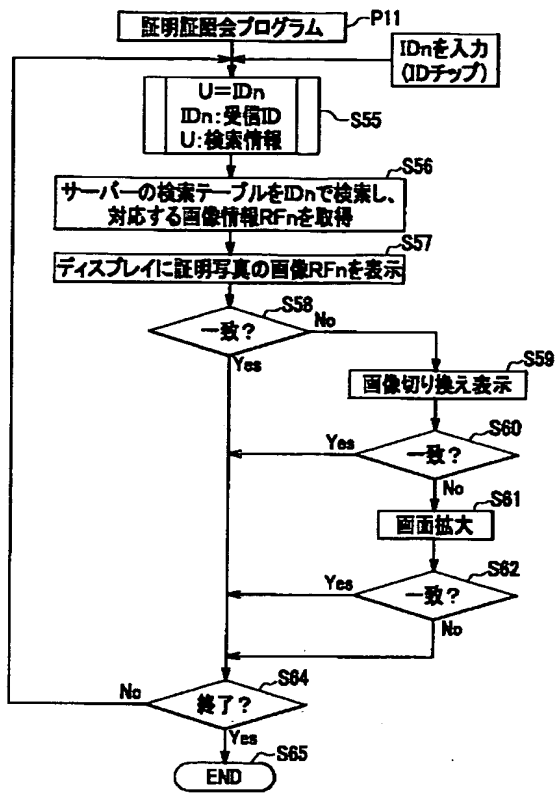 証明証照会プログラム
P11
IDnを入力
(IDチップ)
U=IDn
IDn:受信ID
U:検索情報
S55
S56
サーバーの検索テーブルをIDnで検索し、
対応する画像情報RFnを取得
S57
ディスプレイに証明写真の画像RFnを表示
S58
一致?
No
Yes
S59
画像切り換え表示
S60
一致?
Yes
No
S61
画面拡大
S62
一致?
Yes
No
S64
終了?
No
Yes
S65
END